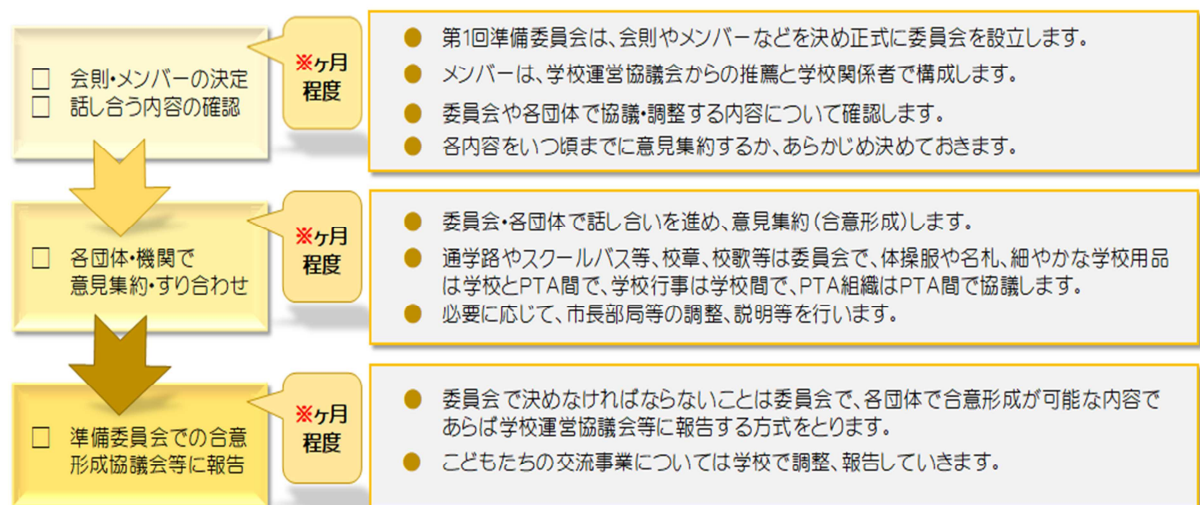 □ 会則・メンバーの決定
□ 話し合う内容の確認
※ヶ月
程度
● 第1回準備委員会は、会則やメンバーなどを決め正式に委員会を設立します。
● メンバーは、学校運営協議会からの推薦と学校関係者で構成します。
● 委員会や各団体で協議・調整する内容について確認します。
● 各内容をいつ頃までに意見集約するか、あらかじめ決めておきます。
□ 各団体・機関で
意見集約・すり合わせ
※ヶ月
程度
● 委員会・各団体で話し合いを進め、意見集約（合意形成）します。
● 通学路やスクールバス等、校章、校歌等は委員会で、体操服や名札、細やかな学校用品
は学校とPTA間で、学校行事は学校間で、PTA組織はPTA間で協議します。
● 必要に応じて、市長部局等の調整、説明等を行います。
□ 準備委員会での合意
形成協議会等に報告
※ヶ月
程度
● 委員会で決めなければならないことは委員会で、各団体で合意形成が可能な内容で
あらば学校運営協議会等に報告する方式をとります。
● こどもたちの交流事業については学校で調整、報告していきます。